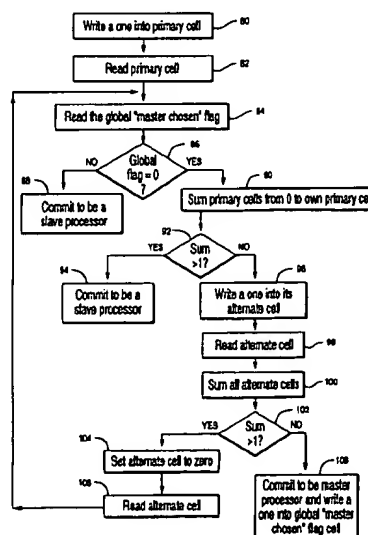 Write a one into primary cell
80
Read primary cell
82
Read the global "master chosen" flag
84
86
NO
Global
flag = 0
?
YES
88
Commit to be a
slave processor
90
Sum primary cells from 0 to own primary cell
92
YES
Sum
>1?
NO
94
Commit to be a
slave processor
96
Write a one into its
alternate cell
98
Read alternate cell
Sum all alternate cells
100
102
YES
Sum
>1?
NO
104
Set alternate cell to zero
106
Read alternate cell
108
Commit to be master
processor and write a
one into global "master
chosen" flag cell